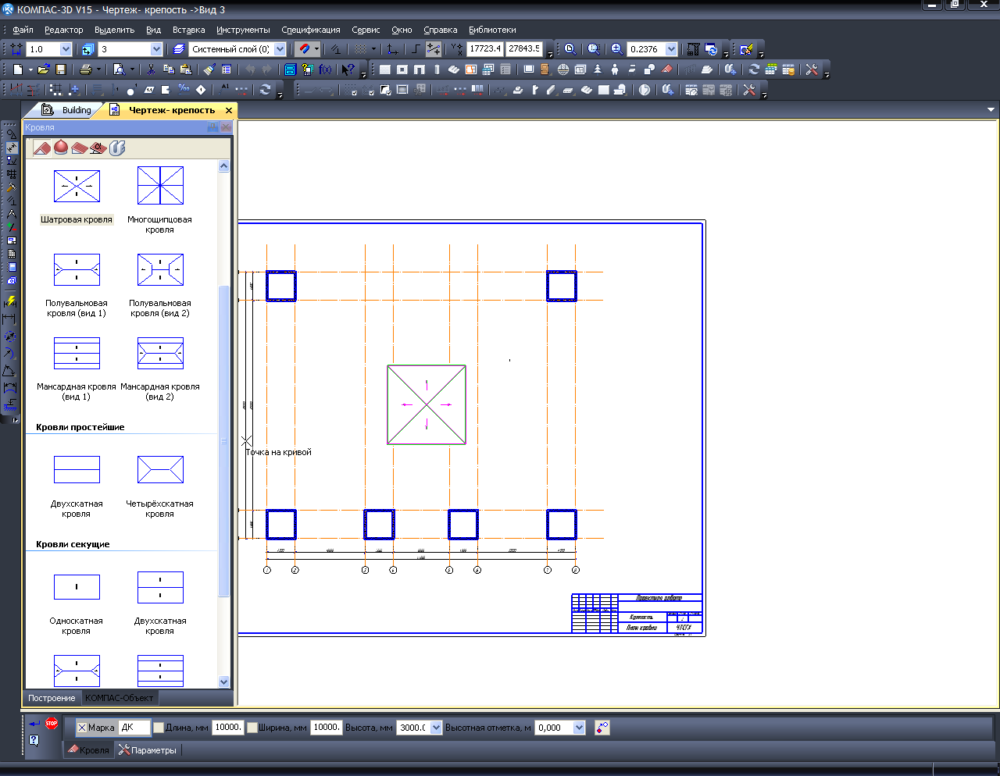 КОМПАС-3D V15 - Чертеж- крепость ->Вид 3
Файл Редактор Выделить Вид Вставка Инструменты Спецификация Сервис Окно Справка Библиотеки
1.0 3 Системный слой (0) 17723.4 27843.5 0.2376
Building Чертеж- крепость
Кровля
Шатровая кровля
Многощипцовая кровля
Полувальмовая кровля (вид 1)
Полувальмовая кровля (вид 2)
Мансардная кровля (вид 1)
Мансардная кровля (вид 2)
Кровли простейшие
Двухскатная кровля
Четырёхскатная кровля
Кровли секущие
Односкатная кровля
Двухскатная кровля
Точка на кривой
Крепость
План кровли
Построение КОМПАС-Объект
STOP
Марка ДК Длина, мм 10000. Ширина, мм 10000. Высота, мм 3000.( Высотная отметка, м 0,000
Кровля Параметры